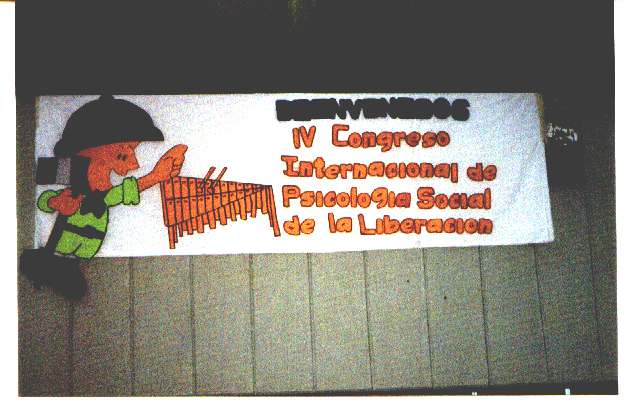 BIENVENIDOS
IV Congreso
Internacional de
Psicologia Social
de la Liberacion